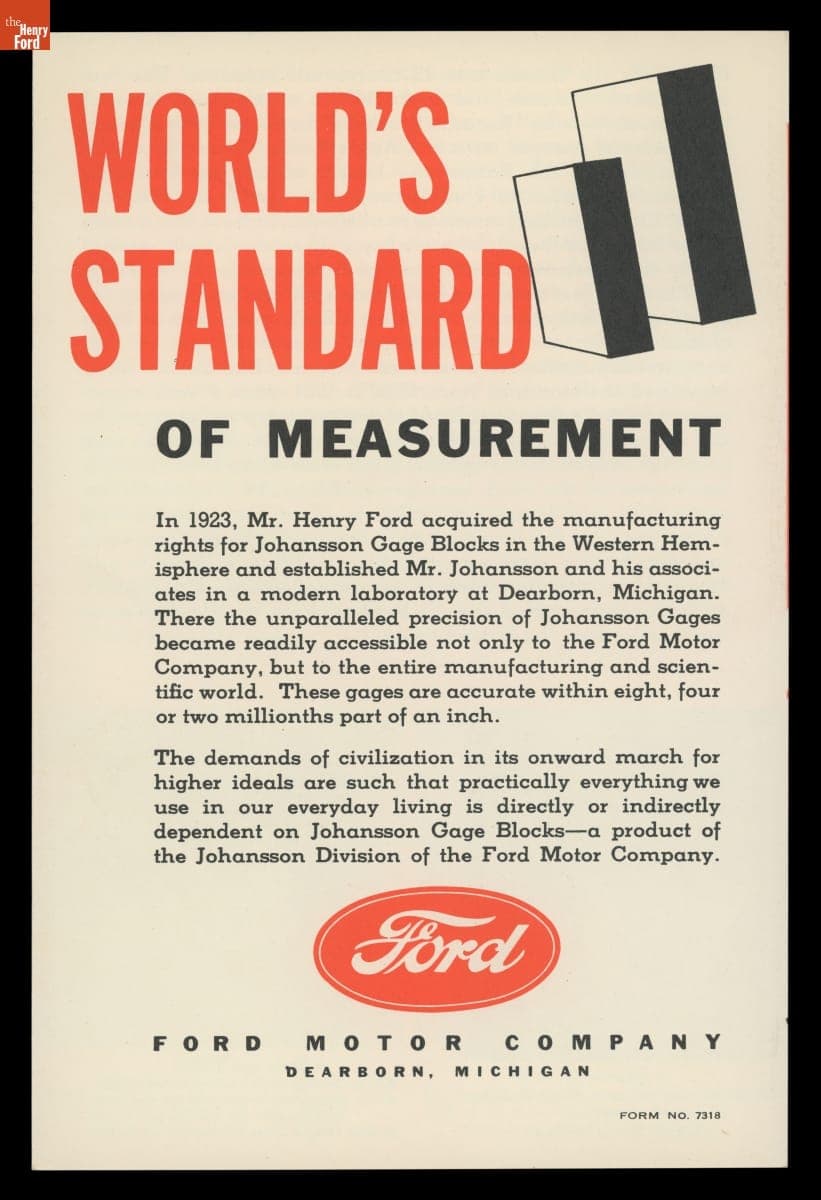 the
Henry
Ford
WORLD'S
STANDARD
OF MEASUREMENT
In 1923, Mr. Henry Ford acquired the manufacturing
rights for Johansson Gage Blocks in the Western Hem-
isphere and established Mr. Johansson and his associ-
ates in a modern laboratory at Dearborn, Michigan.
There the unparalleled precision of Johansson Gages
became readily accessible not only to the Ford Motor
Company, but to the entire manufacturing and scien-
tific world. These gages are accurate within eight, four
or two millionths part of an inch.
The demands of civilization in its onward march for
higher ideals are such that practically everything we
use in our everyday living is directly or indirectly
dependent on Johansson Gage Blocks—a product of
the Johansson Division of the Ford Motor Company.
Ford
FORD MOTOR COMPANY
DEARBORN, MICHIGAN
FORM NO. 7318